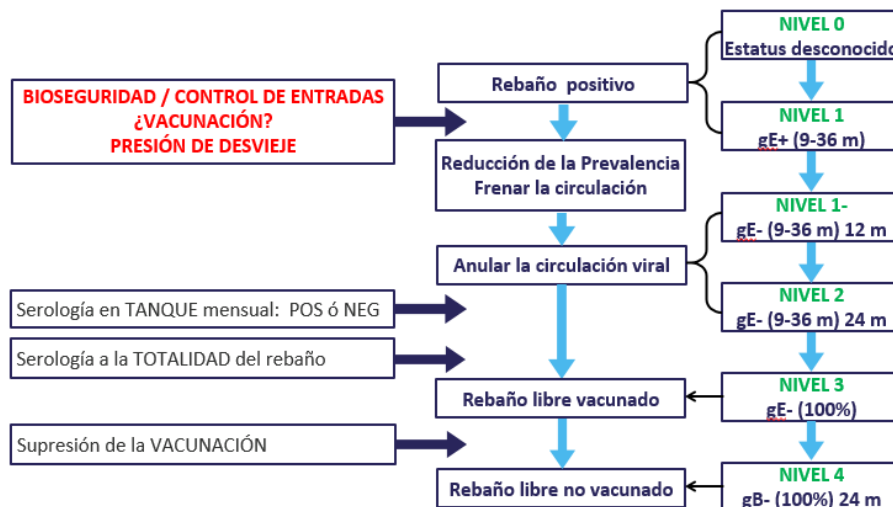 BIOSEGURIDAD / CONTROL DE ENTRADAS
¿VACUNACIÓN?
PRESIÓN DE DESVIEJE
Serología en TANQUE mensual: POS ó NEG
Serología a la TOTALIDAD del rebaño
Supresión de la VACUNACIÓN
Rebaño positivo
Reducción de la Prevalencia
Frenar la circulación
Anular la circulación viral
Rebaño libre vacunado
Rebaño libre no vacunado
NIVEL 0
Estatus desconocido
NIVEL 1
gE+ (9-36 m)
NIVEL 1-
gE- (9-36 m) 12 m
NIVEL 2
gE- (9-36 m) 24 m
NIVEL 3
gE- (100%)
NIVEL 4
gB- (100%) 24 m